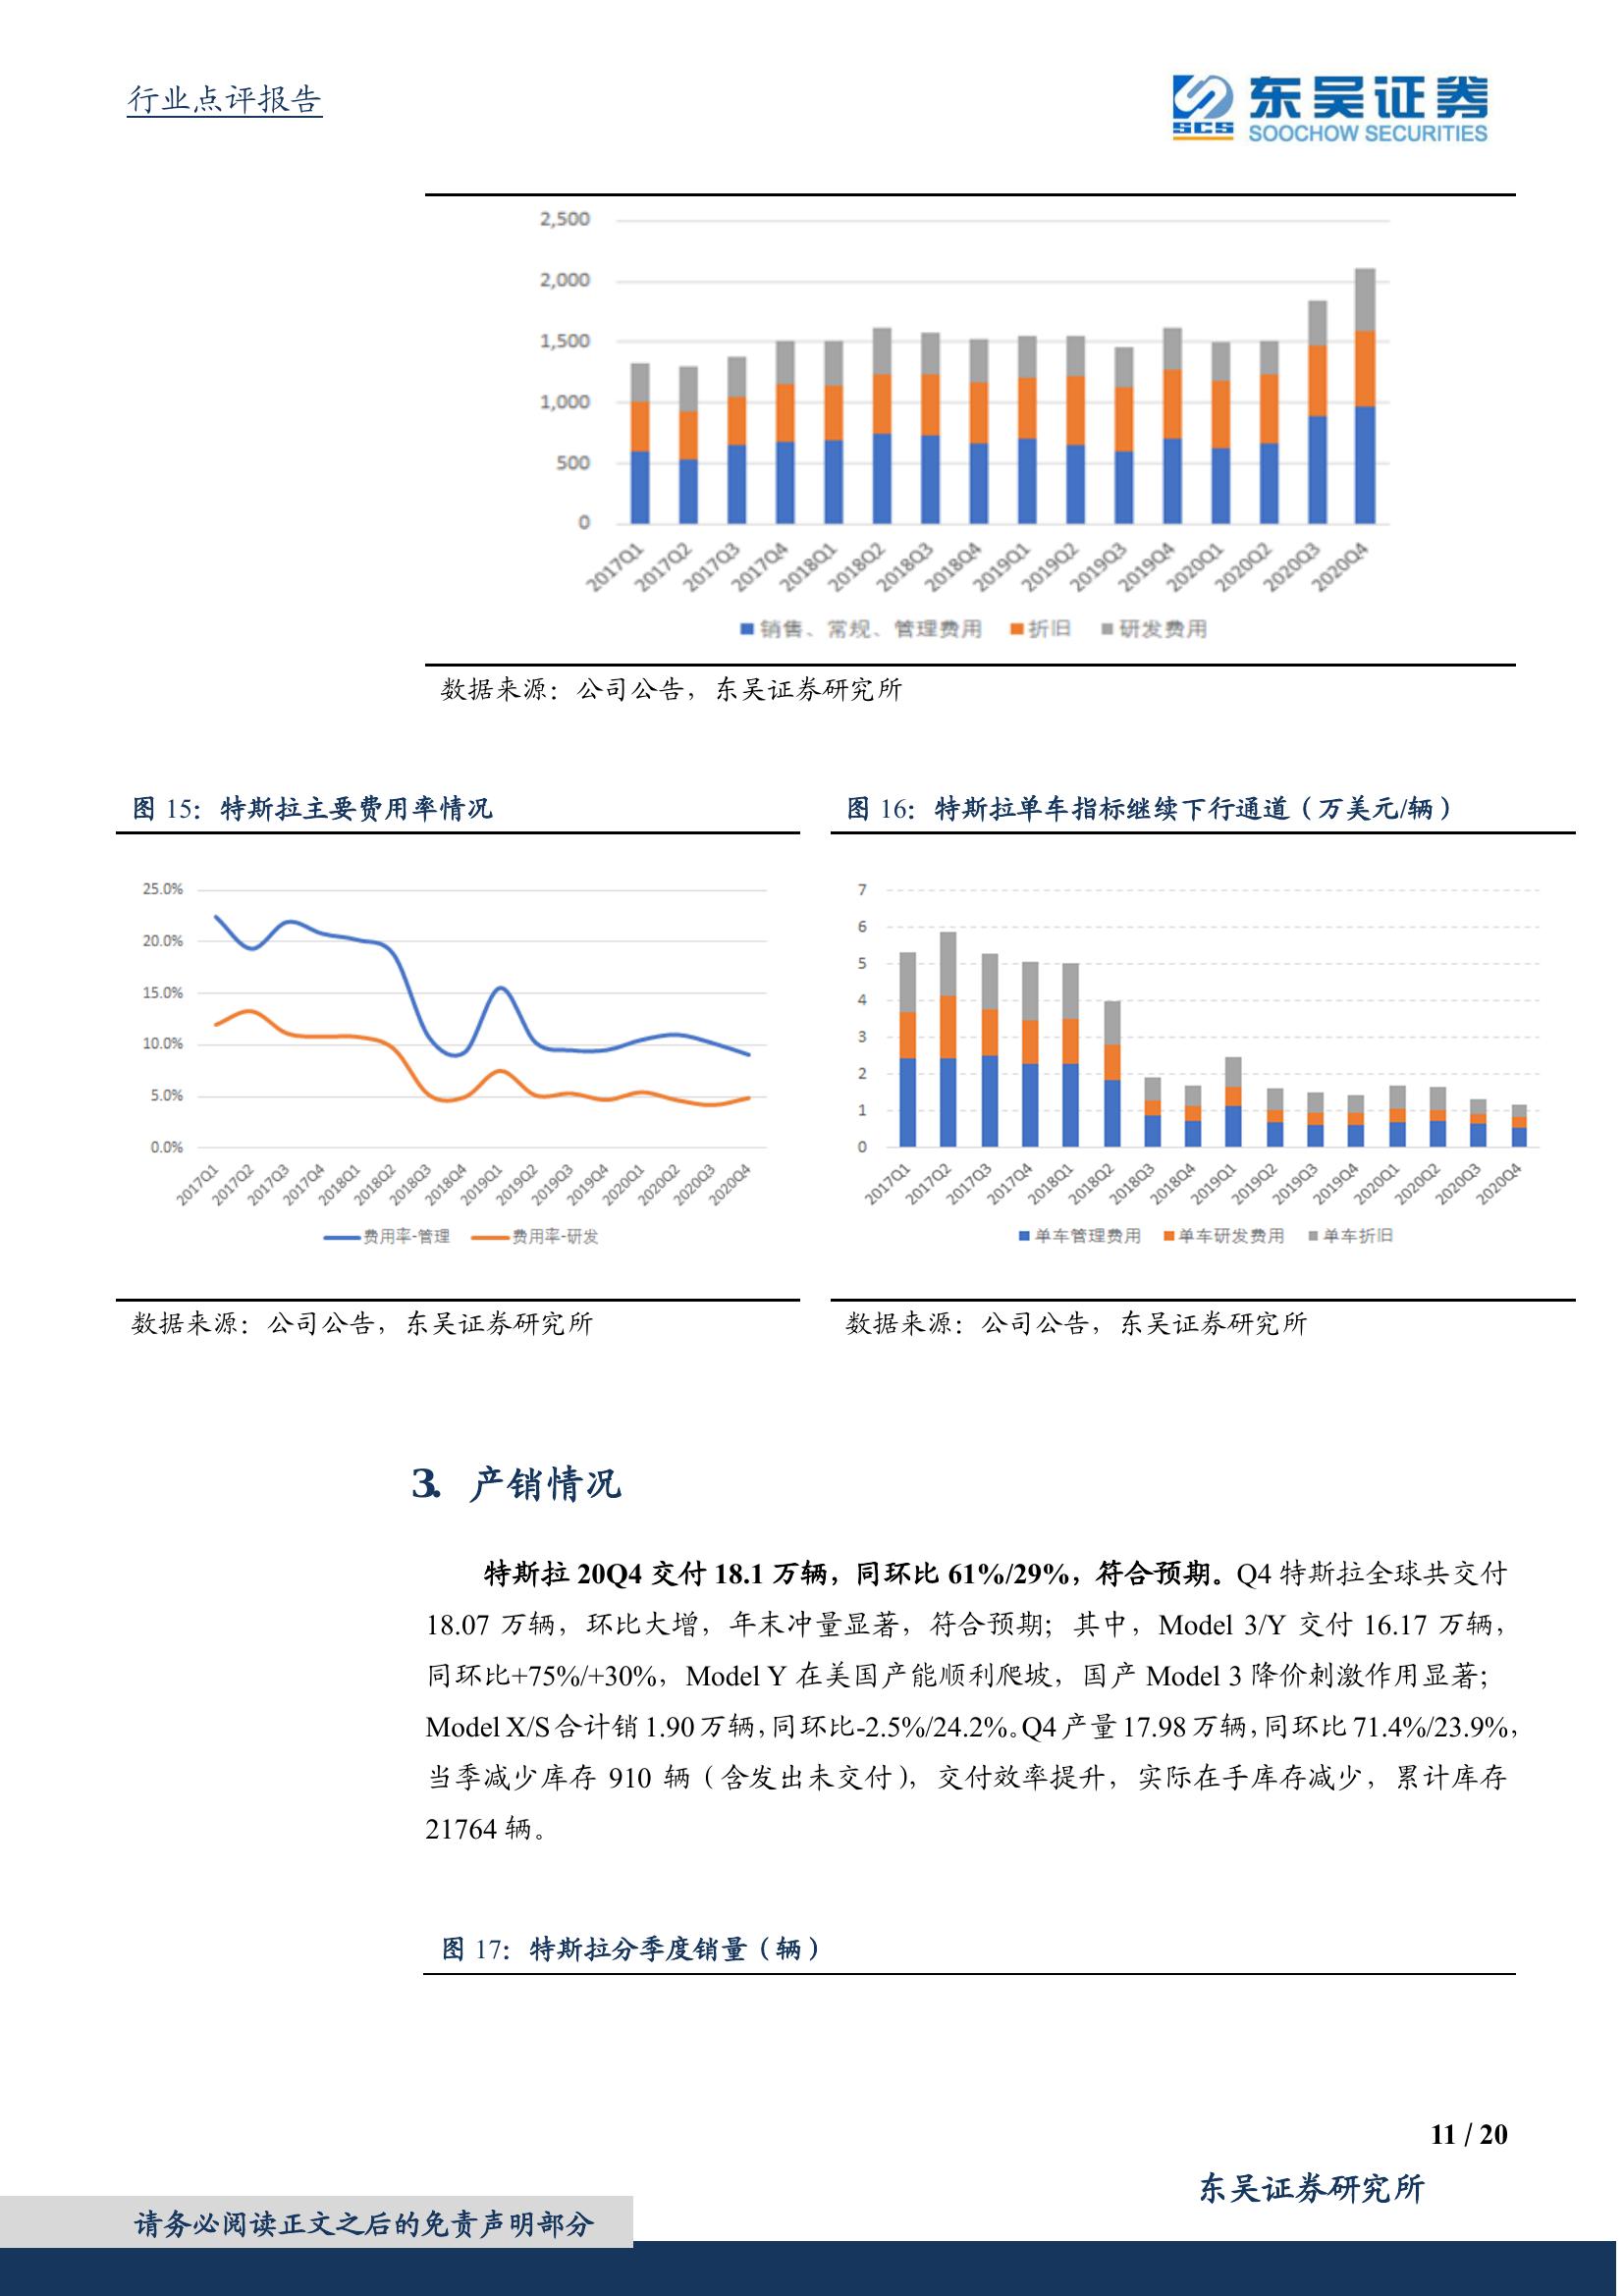 行业点评报告
SCS
东吴证券
SOOCHOW SECURITIES
2,500
2,000
1,500
1,000
500
0
2017Q1 2017Q2 2017Q3 2017Q4 2018Q1 2018Q2 2018Q3 2018Q4 2019Q1 2019Q2 2019Q3 2019Q4 2020Q1 2020Q2 2020Q3 2020Q4
销售、常规、管理费用 折旧 研发费用
数据来源：公司公告，东吴证券研究所
图 15：特斯拉主要费用率情况
25.0%
20.0%
15.0%
10.0%
5.0%
0.0%
2017Q1 2017Q2 2017Q3 2017Q4 2018Q1 2018Q2 2018Q3 2018Q4 2019Q1 2019Q2 2019Q3 2019Q4 2020Q1 2020Q2 2020Q3 2020Q4
费用率-管理 费用率-研发
数据来源：公司公告，东吴证券研究所
图 16：特斯拉单车指标继续下行通道（万美元/辆）
7
6
5
4
3
2
1
0
2017Q1 2017Q2 2017Q3 2017Q4 2018Q1 2018Q2 2018Q3 2018Q4 2019Q1 2019Q2 2019Q3 2019Q4 2020Q1 2020Q2 2020Q3 2020Q4
单车管理费用 单车研发费用 单车折旧
数据来源：公司公告，东吴证券研究所
3. 产销情况
特斯拉 20Q4 交付 18.1 万辆，同环比 61%/29%，符合预期。Q4 特斯拉全球共交付
18.07 万辆，环比大增，年末冲量显著，符合预期；其中，Model 3/Y 交付 16.17 万辆，
同环比+75%/+30%，Model Y 在美国产能顺利爬坡，国产 Model 3 降价刺激作用显著；
Model X/S 合计销 1.90 万辆，同环比-2.5%/24.2%。Q4 产量 17.98 万辆，同环比 71.4%/23.9%，
当季减少库存 910 辆（含发出未交付），交付效率提升，实际在手库存减少，累计库存
21764 辆。
图 17：特斯拉分季度销量（辆）
11 / 20
东吴证券研究所
请务必阅读正文之后的免责声明部分